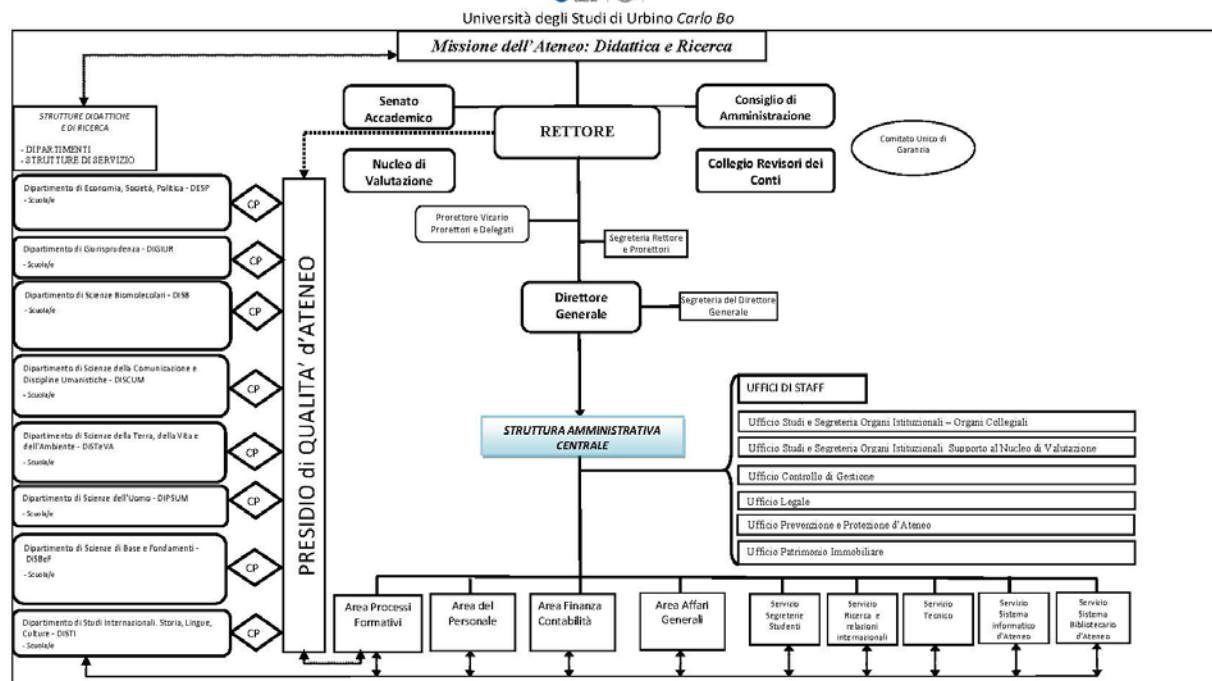 Università degli Studi di Urbino Carlo Bo
Missione dell'Ateneo: Didattica e Ricerca
STRUTTURE DIDATTICHE
E DI RICERCA
- DIPARTIMENTI
- STRUTTURE DI SERVIZIO
Senato
Accademico
Consiglio di
Amministrazione
RETTORE
Comitato Unico di
Garanzia
Nucleo di
Valutazione
Collegio Revisori dei
Conti
Dipartimento di Economia, Società, Politica - DESP
- Scuola/e
CP
Dipartimento di Giurisprudenza - DIGIUR
- Scuola/e
CP
Dipartimento di Scienze Biomolecolari - DISB
- Scuola/e
CP
Dipartimento di Scienze della Comunicazione e
Discipline Umanistiche - DISCUM
- Scuola/e
CP
Dipartimento di Scienze della Terra, della Vita e
dell'Ambiente - DiSTeVA
- Scuola/e
CP
Dipartimento di Scienze dell'Uomo - DIPSUM
- Scuola/e
CP
Dipartimento di Scienze di Base e Fondamenti -
DiSBeF
- Scuola/e
CP
Dipartimento di Studi Internazionali. Storia, Lingue,
Culture - DISTI
- Scuola/e
CP
PRESIDIO di QUALITA' d'ATENEO
Prorettore Vicario
Prorettori e Delegati
Segreteria Rettore
e Prorettori
Direttore
Generale
Segreteria del Direttore
Generale
STRUTTURA AMMINISTRATIVA
CENTRALE
UFFICI DI STAFF
Ufficio Studi e Segreteria Organi Istituzionali – Organi Collegiali
Ufficio Studi e Segreteria Organi Istituzionali. Supporto al Nucleo di Valutazione
Ufficio Controllo di Gestione
Ufficio Legale
Ufficio Prevenzione e Protezione d'Ateneo
Ufficio Patrimonio Immobiliare
Area Processi
Formativi
Area del
Personale
Area Finanza
Contabilità
Area Affari
Generali
Servizio
Segreterie
Studenti
Servizio
Ricerca e
relazioni
internazionali
Servizio
Tecnico
Servizio
Sistema
informatico
d'Ateneo
Servizio
Sistema
Bibliotecario
d'Ateneo